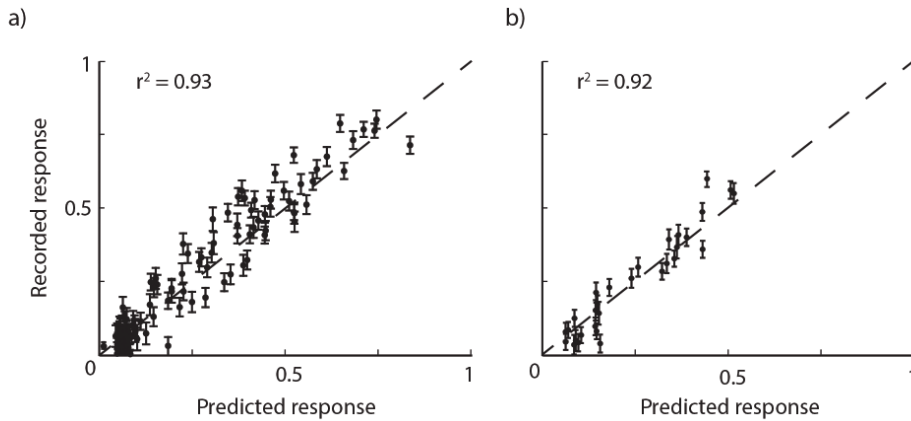 a)
b)
r² = 0.93
r² = 0.92
1
0.5
0
0.5
1
Recorded response
Predicted response
0
0.5
1
Predicted response